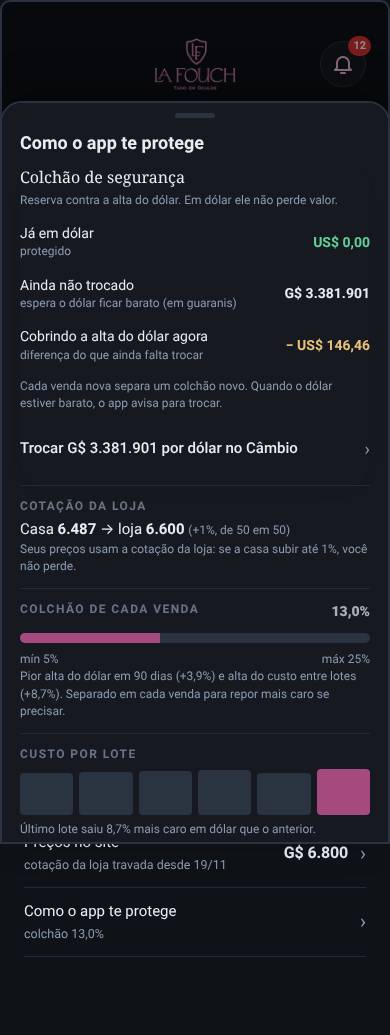 12
LA FOUCH
Como o app te protege
Colchão de segurança
Reserva contra a alta do dólar. Em dólar ele não perde valor.
Já em dólar
protegido
US$ 0,00
Ainda não trocado
espera o dólar ficar barato (em guaranis)
G$ 3.381.901
Cobrindo a alta do dólar agora
diferença do que ainda falta trocar
− US$ 146,46
Cada venda nova separa um colchão novo. Quando o dólar
estiver barato, o app avisa para trocar.
Trocar G$ 3.381.901 por dólar no Câmbio ›
COTAÇÃO DA LOJA
Casa 6.487 → loja 6.600 (+1%, de 50 em 50)
Seus preços usam a cotação da loja: se a casa subir até 1%, você
não perde.
COLCHÃO DE CADA VENDA 13,0%
mín 5% máx 25%
Pior alta do dólar em 90 dias (+3,9%) e alta do custo entre lotes
(+8,7%). Separado em cada venda para repor mais caro se
precisar.
CUSTO POR LOTE
Último lote saiu 8,7% mais caro em dólar que o anterior.
Preços no site
cotação da loja travada desde 19/11
G$ 6.800 ›
Como o app te protege
colchão 13,0%
›